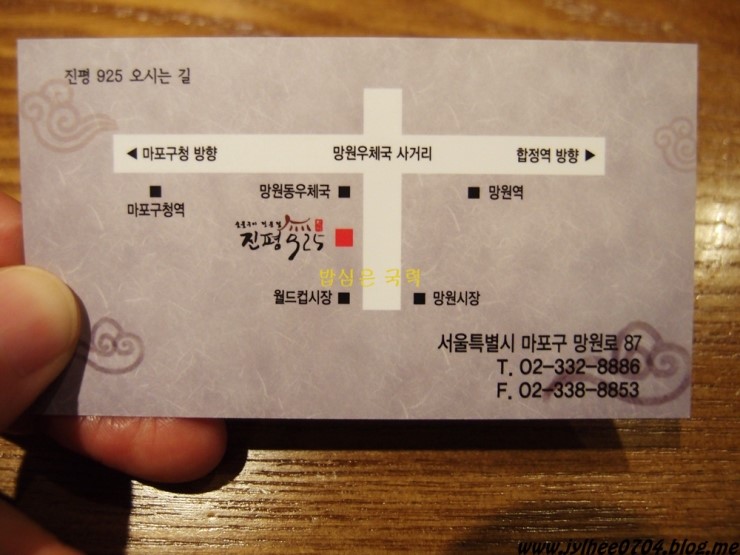 진평 925 오시는 길
◀ 마포구청 방향 망원우체국 사거리 합정역 방향 ▶
망원동우체국 ■ ■ 망원역
■
마포구청역
진평925
밥심은 국력
월드컵시장 ■ ■ 망원시장
서울특별시 마포구 망원로 87
T. 02-332-8886
F. 02-338-8853
www.jylhee0704.blog.me